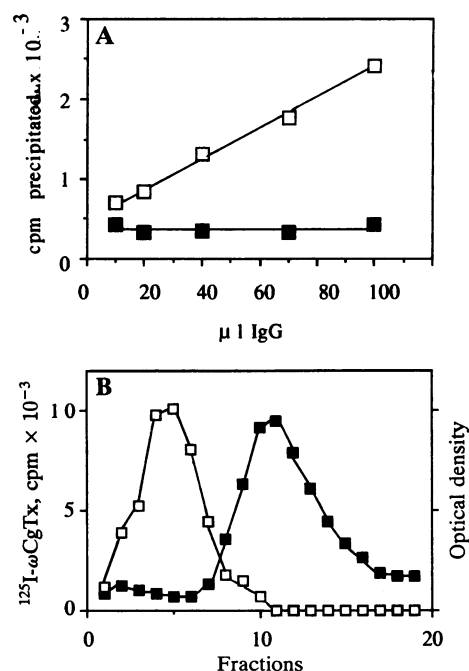 A
cpm precipitated x 10⁻³
3
2
1
0
0 20 40 60 80 100
µ l IgG
B
¹²⁵I-ωCgTx, cpm × 10⁻³
10
5
0
Optical density
0 10 20
Fractions